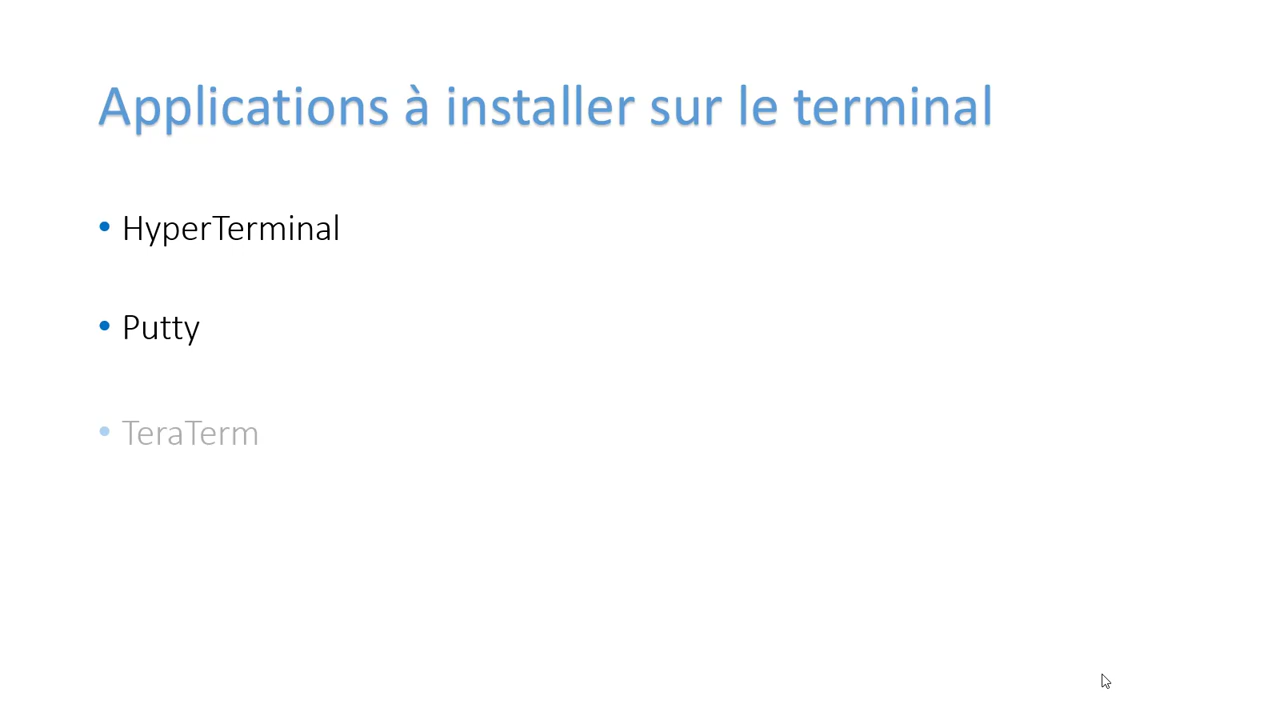 Applications à installer sur le terminal
• HyperTerminal
• Putty
• TeraTerm